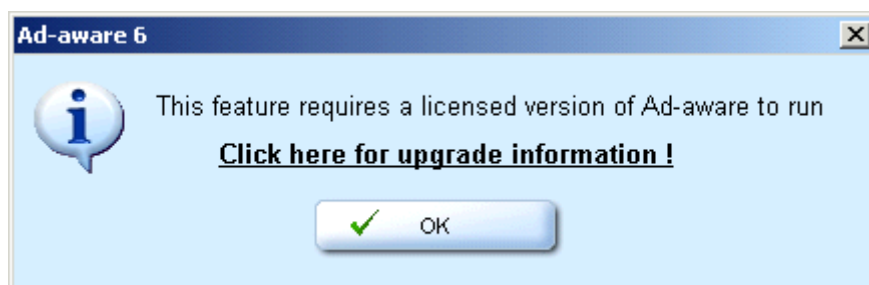 Ad-aware 6
This feature requires a licensed version of Ad-aware to run
Click here for upgrade information !
OK